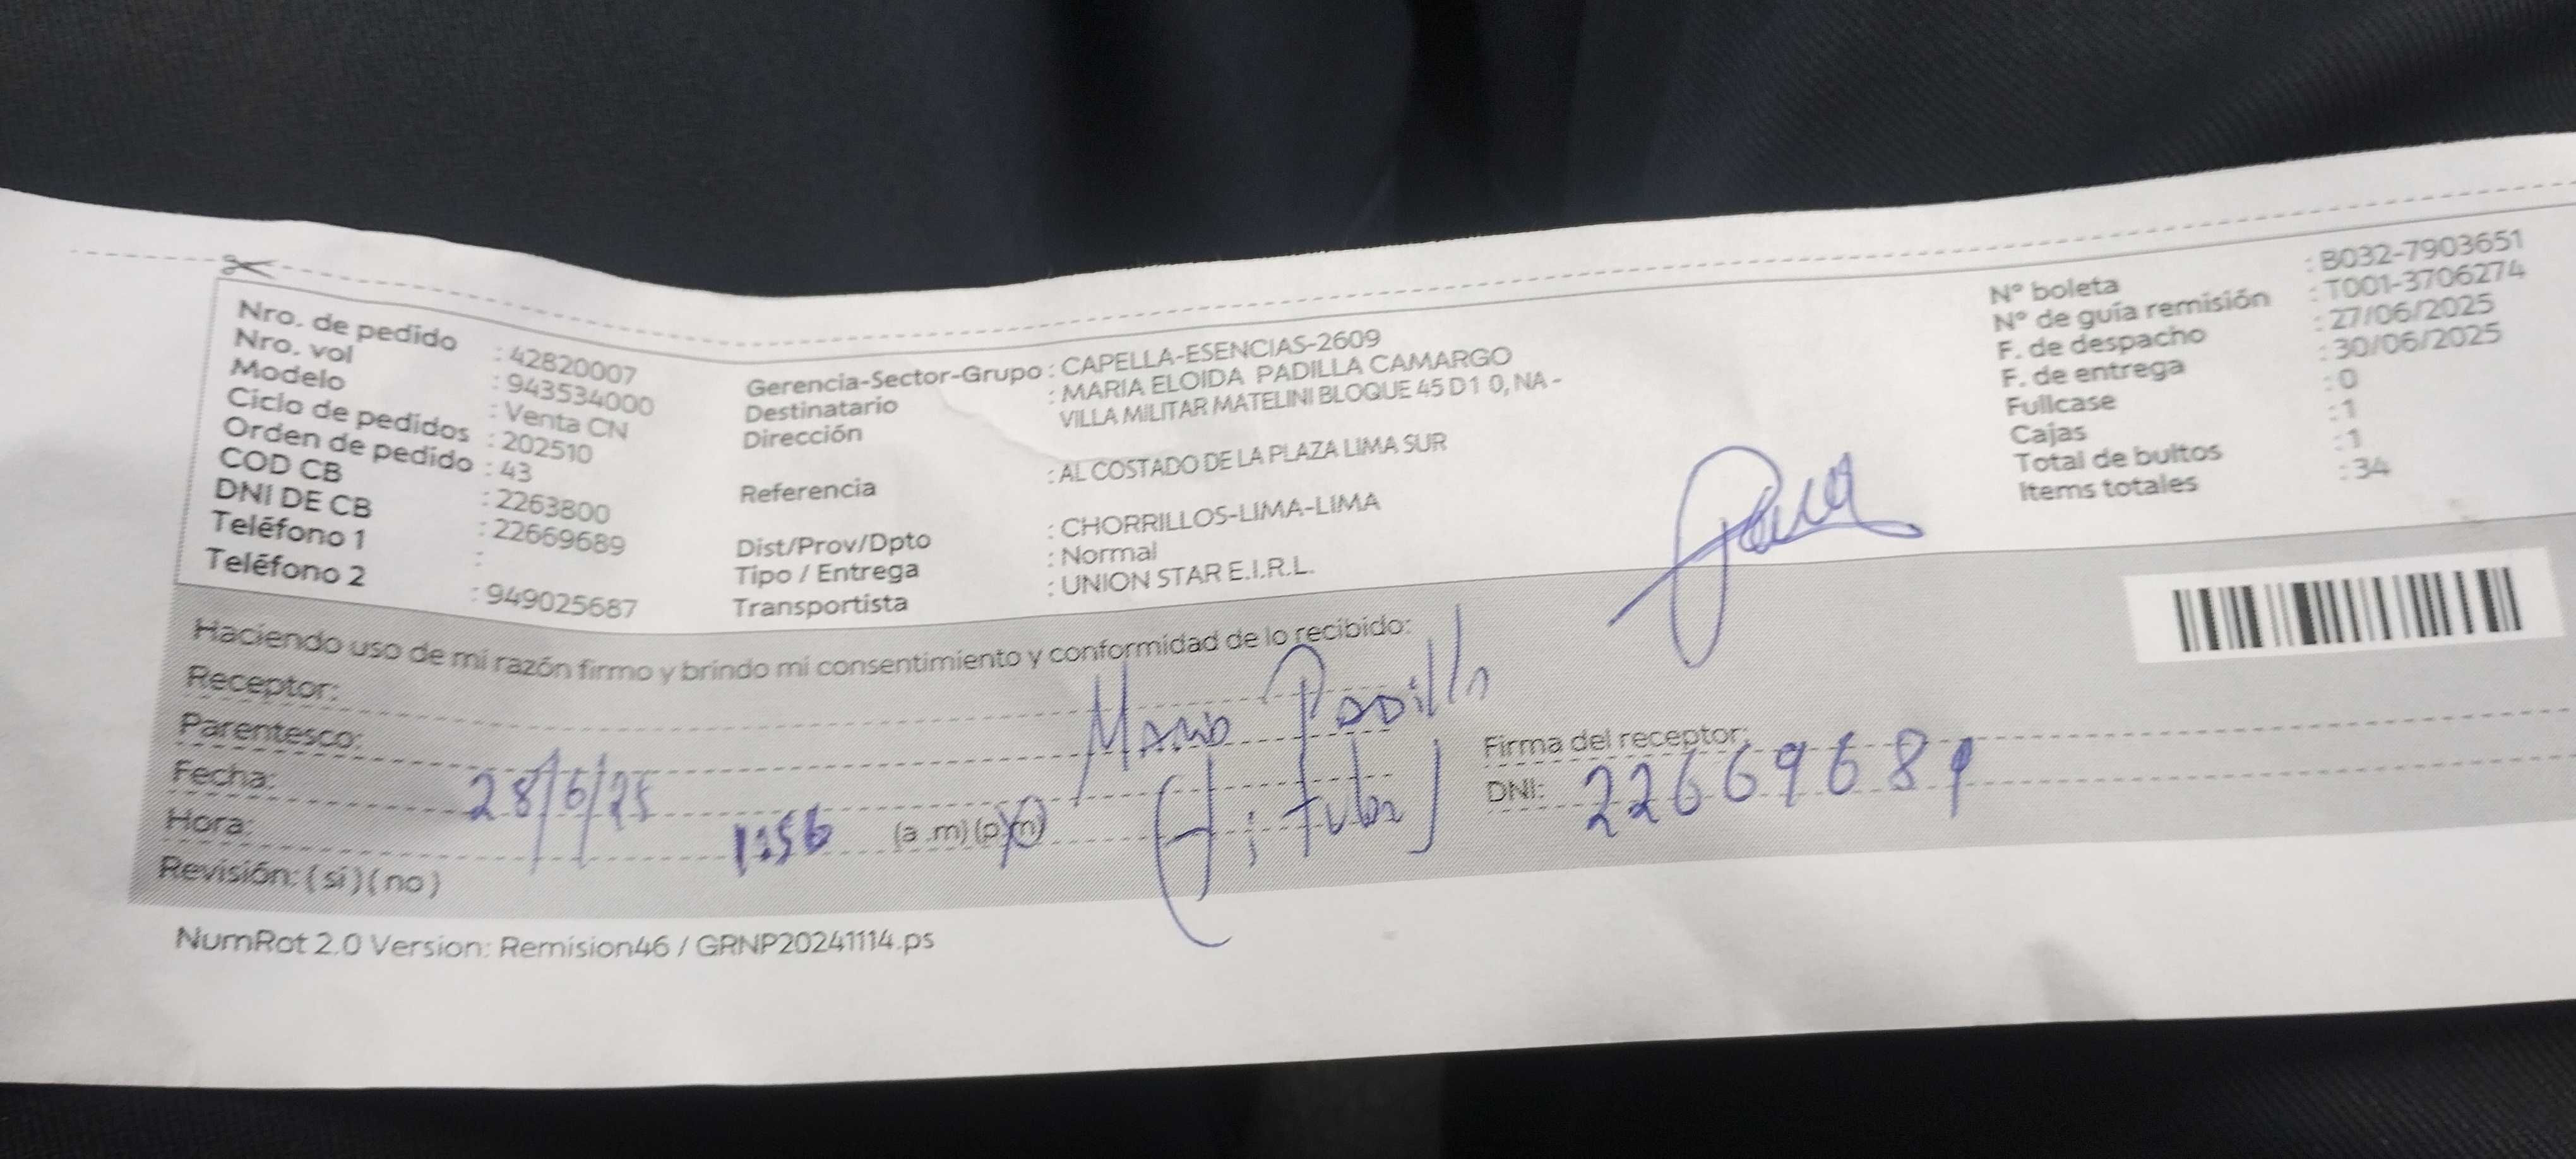 Nro. de pedido : 42820007
Nro. vol : 943534000
Modelo : Venta CN
Ciclo de pedidos : 202510
Orden de pedido : 43
COD CB : 2263800
DNI DE CB : 22669689
Teléfono 1 :
Teléfono 2 : 949025687
Gerencia-Sector-Grupo : CAPELLA-ESENCIAS-2609
Destinatario : MARIA ELOIDA PADILLA CAMARGO
Dirección VILLA MILITAR MATELINI BLOQUE 45 D1 0, NA -
Referencia : AL COSTADO DE LA PLAZA LIMA SUR
Dist/Prov/Dpto : CHORRILLOS-LIMA-LIMA
Tipo / Entrega : Normal
Transportista : UNION STAR E.I.R.L.
N° boleta : B032-7903651
N° de guía remisión : T001-3706274
F. de despacho : 27/06/2025
F. de entrega : 30/06/2025
Fullcase : 0
Cajas : 1
Total de bultos : 1
Items totales : 34
Haciendo uso de mi razón firmo y brindo mi consentimiento y conformidad de lo recibido:
Receptor: Padilla
Parentesco: (titular)
Firma del receptor:
Fecha: 28/6/25
DNI: 22669689
Hora: (a .m) (p.m)
Revisión: ( si ) ( no )
NumRot 2.0 Version: Remision46 / GRNP20241114.ps